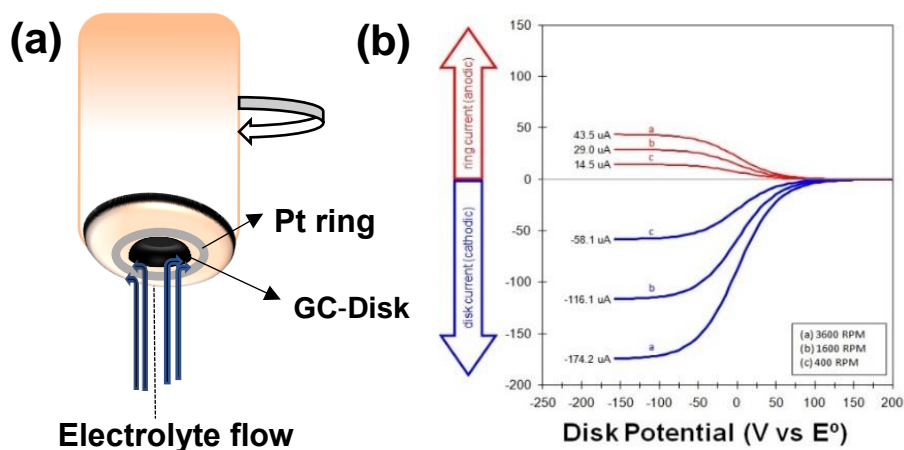 (a)
Pt ring
GC-Disk
Electrolyte flow
(b)
ring current (anodic)
disk current (cathodic)
150
100
50
0
-50
-100
-150
-200
43.5 uA
a
29.0 uA
b
14.5 uA
c
-58.1 uA
c
-116.1 uA
b
-174.2 uA
a
(a) 3600 RPM
(b) 1600 RPM
(c) 400 RPM
-250 -200 -150 -100 -50 0 50 100 150 200
Disk Potential (V vs Eº)